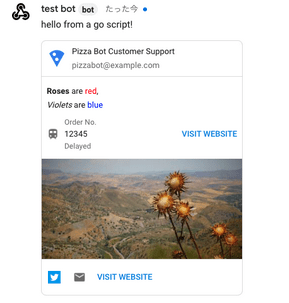 test bot bot たった今
hello from a go script!
Pizza Bot Customer Support
pizzabot@example.com
Roses are red,
Violets are blue
Order No.
12345
VISIT WEBSITE
Delayed
VISIT WEBSITE